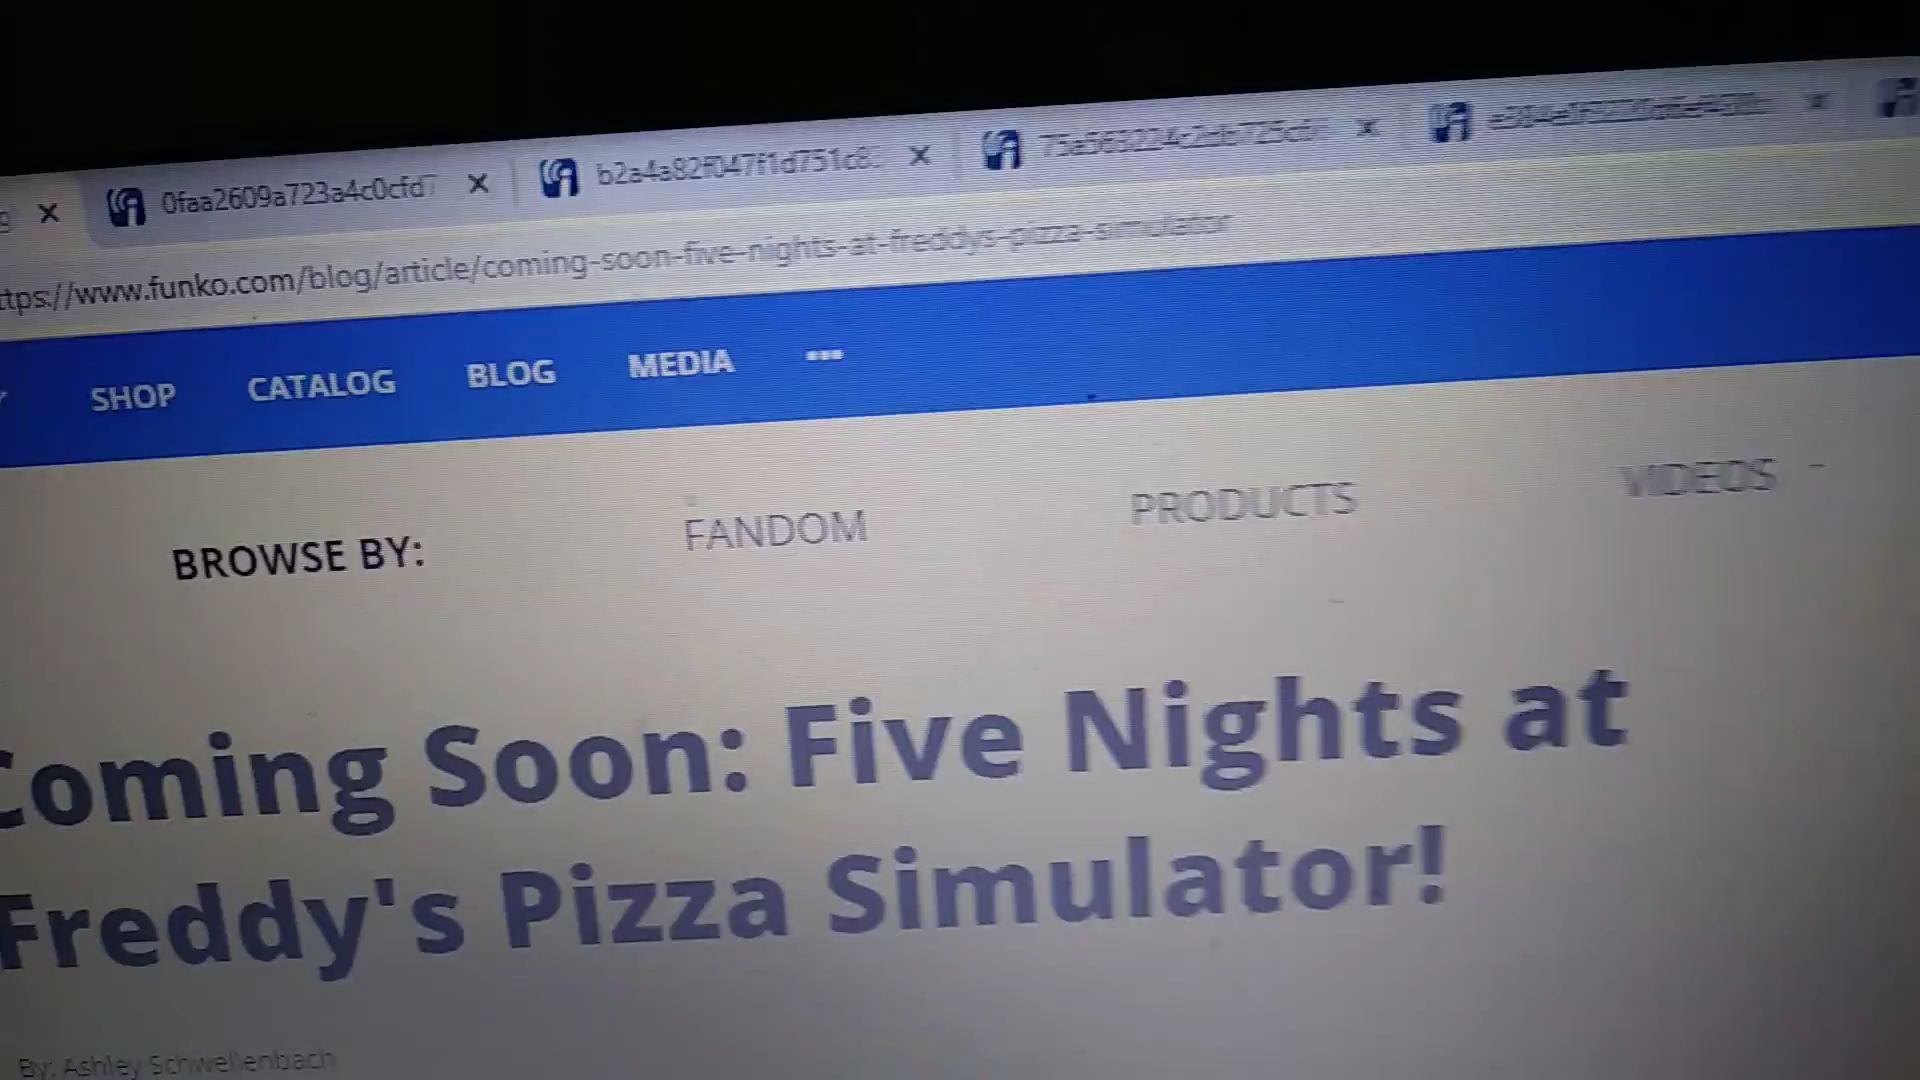 0faa2609a723a4c0cfd7
b2a4a82f047f1d751c8
ttps://www.funko.com/blog/article/coming-soon-five-nights-at-freddys-pizza-simulator
SHOP CATALOG BLOG MEDIA •••
BROWSE BY: FANDOM PRODUCTS VIDEOS
Coming Soon: Five Nights at
Freddy's Pizza Simulator!
By: Ashley Schwellenbach